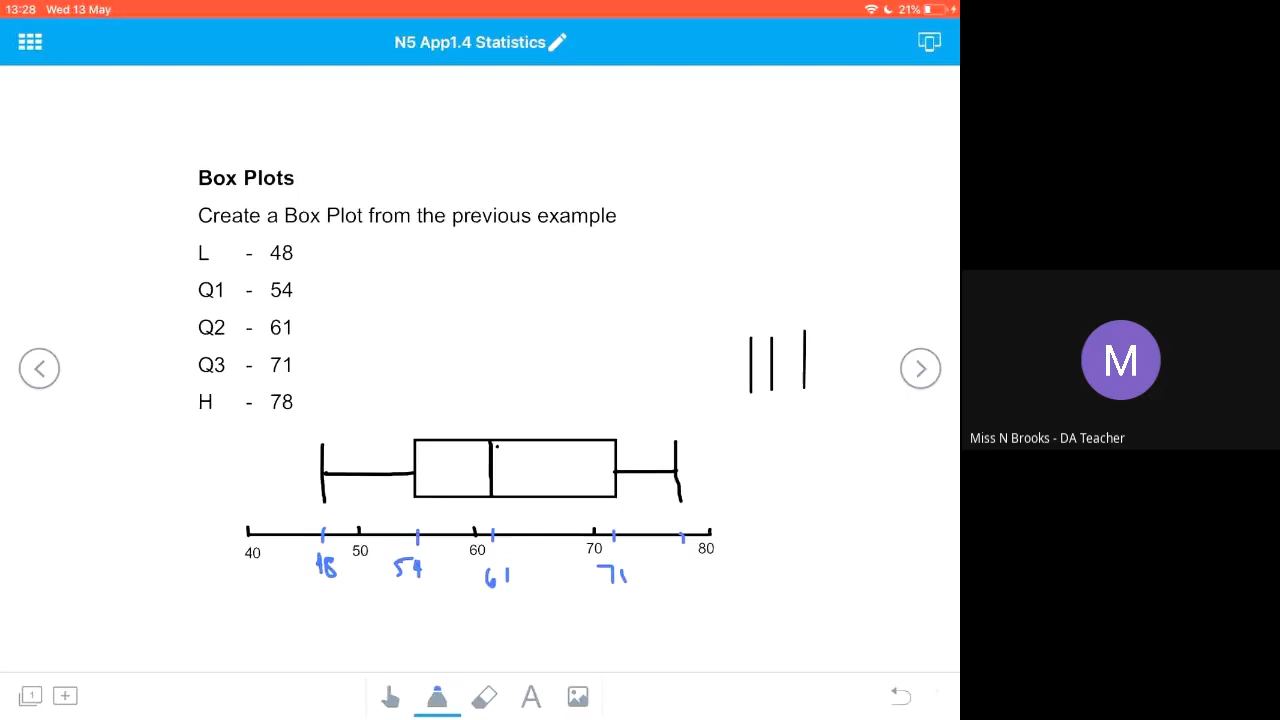 13:28 Wed 13 May
21%
N5 App1.4 Statistics
Box Plots
Create a Box Plot from the previous example
L - 48
Q1 - 54
Q2 - 61
Q3 - 71
H - 78
40 50 60 70 80
48 54 61 71
M
Miss N Brooks - DA Teacher
1
A